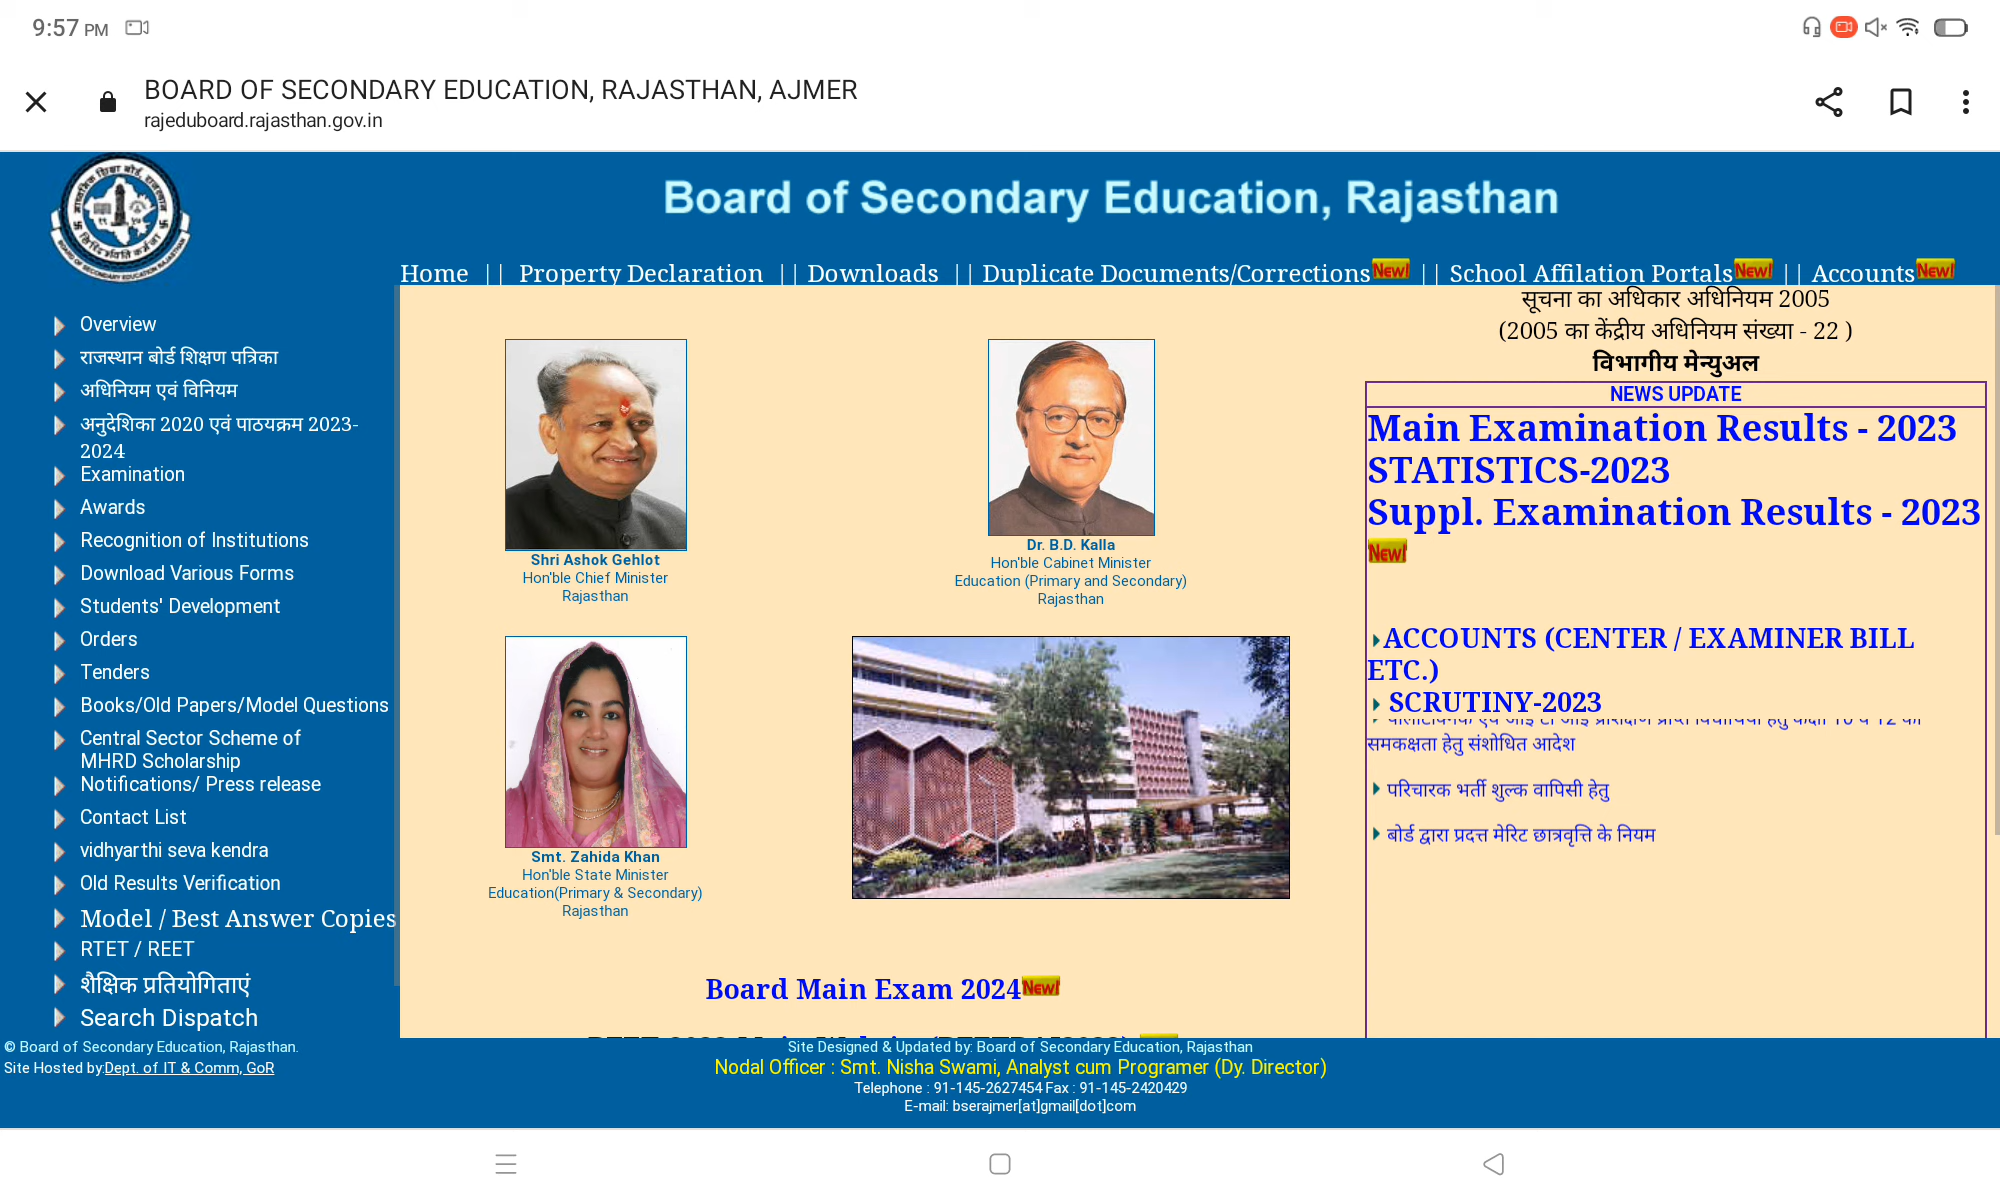 9:57 PM
BOARD OF SECONDARY EDUCATION, RAJASTHAN, AJMER
rajeduboard.rajasthan.gov.in
Board of Secondary Education, Rajasthan
Home || Property Declaration || Downloads || Duplicate Documents/Corrections New! || School Affilation Portals New! || Accounts New!
Overview
राजस्थान बोर्ड शिक्षण पत्रिका
अधिनियम एवं विनियम
अनुदेशिका 2020 एवं पाठयक्रम 2023-
2024
Examination
Awards
Recognition of Institutions
Download Various Forms
Students' Development
Orders
Tenders
Books/Old Papers/Model Questions
Central Sector Scheme of
MHRD Scholarship
Notifications/ Press release
Contact List
vidhyarthi seva kendra
Old Results Verification
Model / Best Answer Copies
RTET / REET
शैक्षिक प्रतियोगिताएं
Search Dispatch
Shri Ashok Gehlot
Hon'ble Chief Minister
Rajasthan
Dr. B.D. Kalla
Hon'ble Cabinet Minister
Education (Primary and Secondary)
Rajasthan
Smt. Zahida Khan
Hon'ble State Minister
Education(Primary & Secondary)
Rajasthan
Board Main Exam 2024 New!
सूचना का अधिकार अधिनियम 2005
(2005 का केंद्रीय अधिनियम संख्या - 22 )
विभागीय मेन्युअल
NEWS UPDATE
Main Examination Results - 2023
STATISTICS-2023
Suppl. Examination Results - 2023
New!
ACCOUNTS (CENTER / EXAMINER BILL
ETC.)
SCRUTINY-2023
समकक्षता हेतु संशोधित आदेश
परिचारक भर्ती शुल्क वापिसी हेतु
बोर्ड द्वारा प्रदत्त मेरिट छात्रवृत्ति के नियम
© Board of Secondary Education, Rajasthan.
Site Hosted by:Dept. of IT & Comm, GoR
Site Designed & Updated by: Board of Secondary Education, Rajasthan
Nodal Officer : Smt. Nisha Swami, Analyst cum Programer (Dy. Director)
Telephone : 91-145-2627454 Fax : 91-145-2420429
E-mail: bserajmer[at]gmail[dot]com